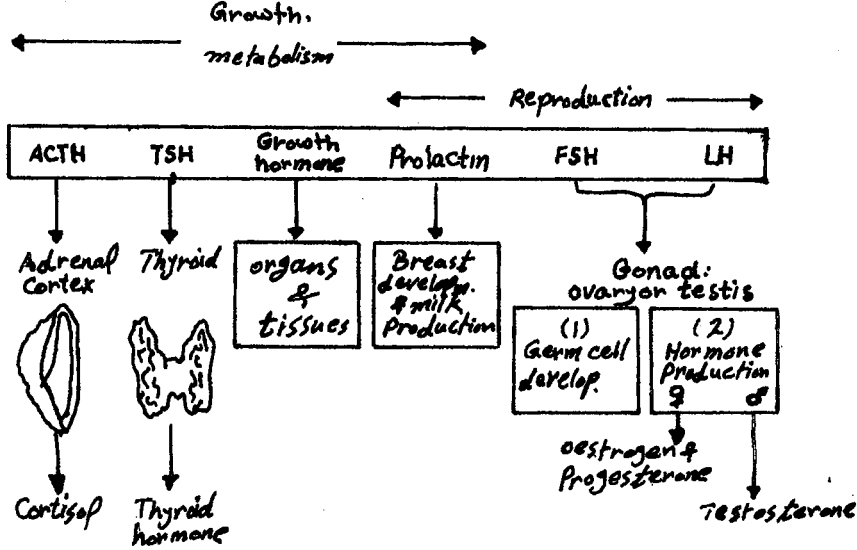 Growth.
metabolism
Reproduction
ACTH
TSH
Growth
hormone
Prolactin
FSH
LH
Adrenal
Cortex
Thyroid
organs
&
tissues
Breast
develop.
& milk
Production
Gonad:
ovary or testis
(1)
Germ cell
develop.
(2)
Hormone
Production
♀ ♂
Oestrogen &
Progesterone
Testosterone
Cortisol
Thyroid
hormone